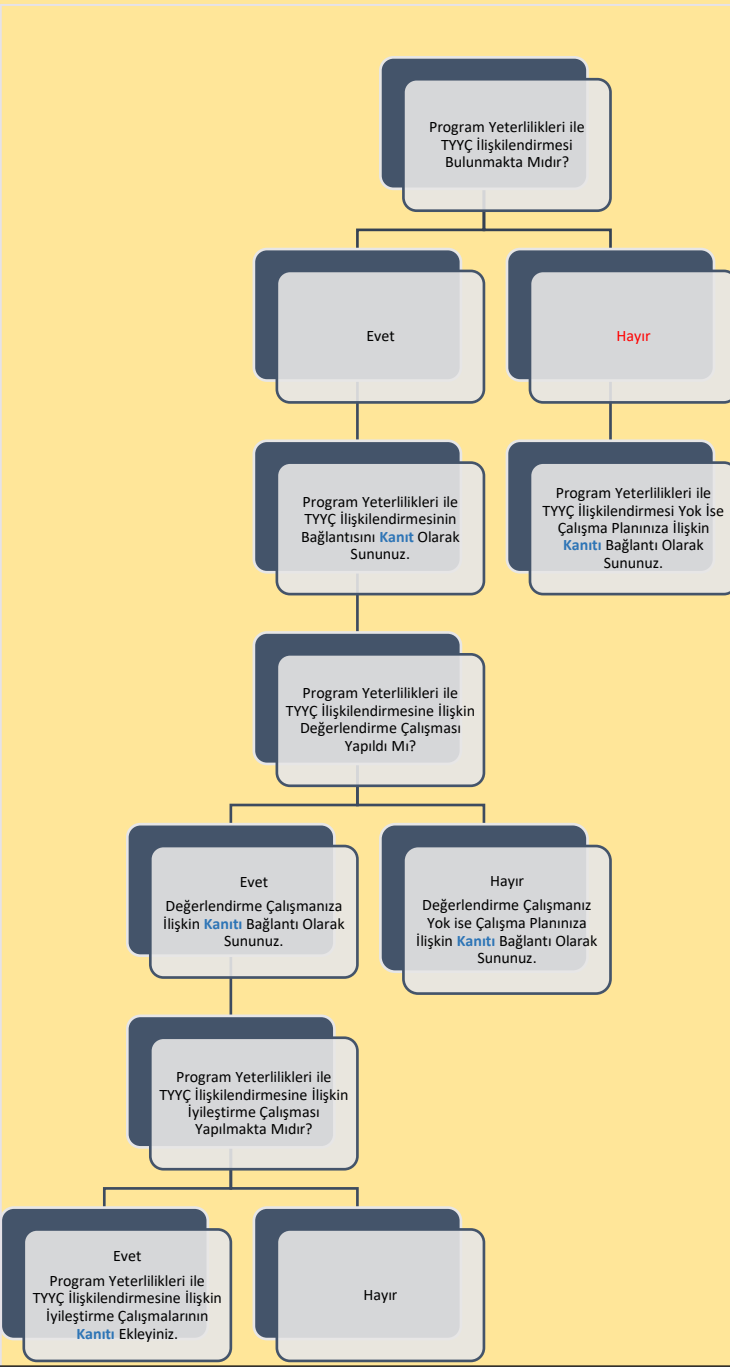 Program Yeterlilikleri ile
TYYÇ İlişkilendirmesi
Bulunmakta Mıdır?
Evet
Hayır
Program Yeterlilikleri ile
TYYÇ İlişkilendirmesinin
Bağlantısını Kanıt Olarak
Sununuz.
Program Yeterlilikleri ile
TYYÇ İlişkilendirmesi Yok İse
Çalışma Planınıza İlişkin
Kanıtı Bağlantı Olarak
Sununuz.
Program Yeterlilikleri ile
TYYÇ İlişkilendirmesine İlişkin
Değerlendirme Çalışması
Yapıldı Mı?
Evet
Değerlendirme Çalışmanıza
İlişkin Kanıtı Bağlantı Olarak
Sununuz.
Hayır
Değerlendirme Çalışmanız
Yok ise Çalışma Planınıza
İlişkin Kanıtı Bağlantı Olarak
Sununuz.
Program Yeterlilikleri ile
TYYÇ İlişkilendirmesine İlişkin
İyileştirme Çalışması
Yapılmakta Mıdır?
Evet
Program Yeterlilikleri ile
TYYÇ İlişkilendirmesine İlişkin
İyileştirme Çalışmalarının
Kanıtı Ekleyiniz.
Hayır